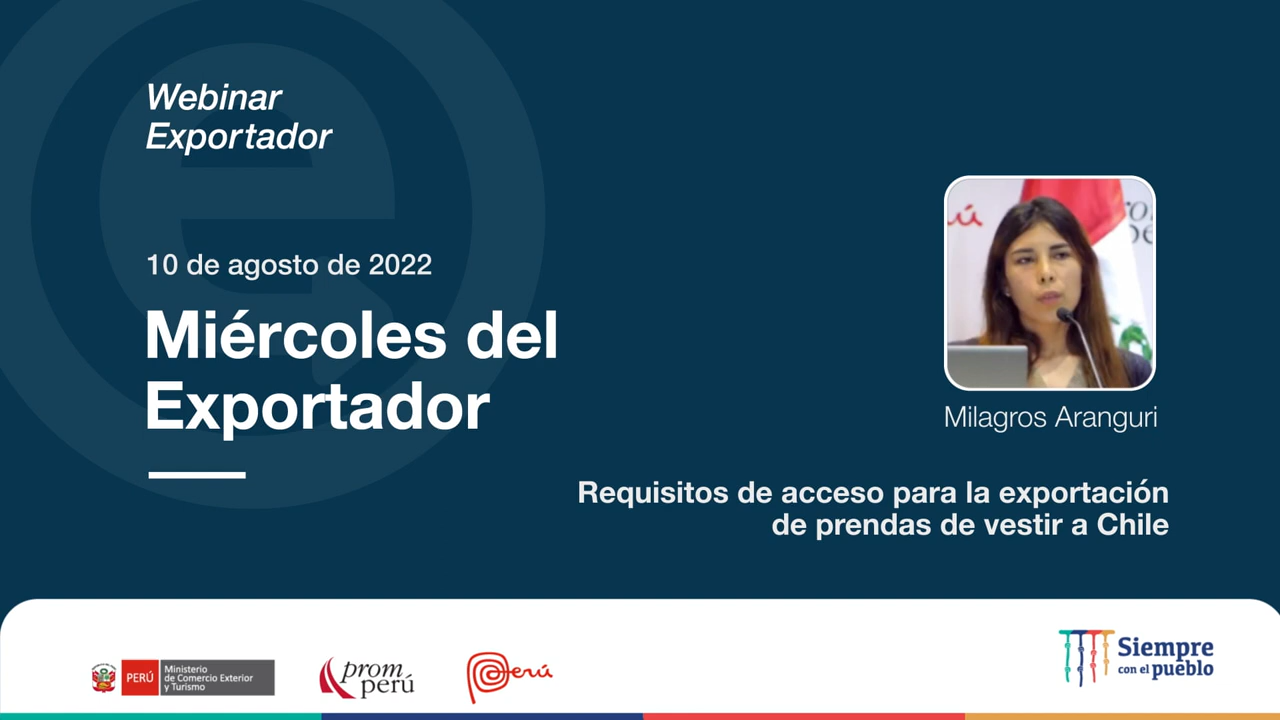 Webinar
Exportador
10 de agosto de 2022
Miércoles del
Exportador
Milagros Aranguri
Requisitos de acceso para la exportación
de prendas de vestir a Chile
PERÚ
Ministerio
de Comercio Exterior
y Turismo
prom
perú
Perú
Siempre
con el pueblo